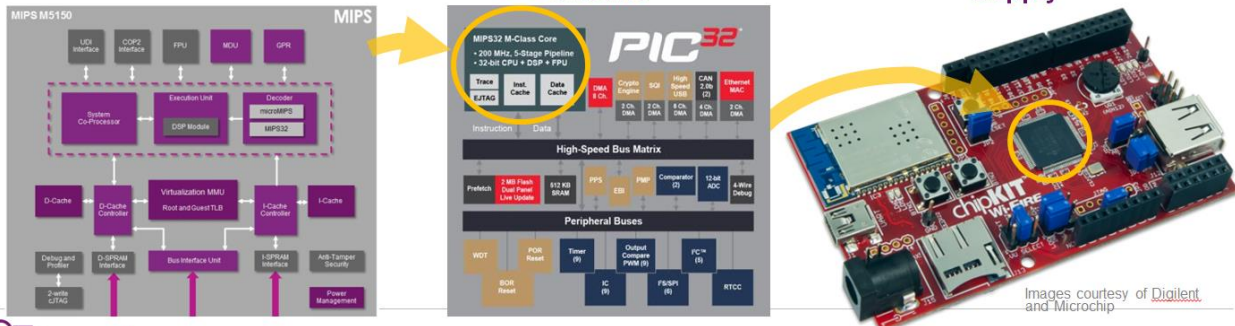 MIPS M5150
MIPS
UDI
Interface
COP2
Interface
FPU
MDU
GPR
System
Co-Processor
Execution Unit
DSP Module
Decoder
microMIPS
MIPS32
D-Cache
D-Cache
Controller
Virtualization MMU
Root and Guest TLB
I-Cache
Controller
I-Cache
Debug and
Profiler
D-SPRAM
Interface
Bus Interface Unit
I-SPRAM
Interface
Anti-Tamper
Security
2-write
cJTAG
Power
Management
MIPS32 M-Class Core
• 200 MHz, 5-Stage Pipeline
• 32-bit CPU + DSP + FPU
Trace
EJTAG
Inst.
Cache
Data
Cache
PIC32
DMA
8 Ch.
Crypto
Engine
SQI
High
Speed
USB
CAN
2.0b
(2)
Ethernet
MAC
2 Ch.
DMA
2 Ch.
DMA
8 Ch.
DMA
4 Ch.
DMA
2 Ch.
DMA
Instruction
Data
High-Speed Bus Matrix
Prefetch
2 MB Flash
Dual Panel
Live Update
512 KB
SRAM
PPS
EBI
PMP
Comparator
(2)
12-bit
ADC
4-Wire
Debug
Peripheral Buses
WDT
BOR
Reset
POR
Reset
Timer
(9)
IC
(9)
Output
Compare
PWM (9)
I²S/SPI
(6)
I²C™
(5)
RTCC
chipKIT
Wi-FIRE
Images courtesy of Digilent
and Microchip